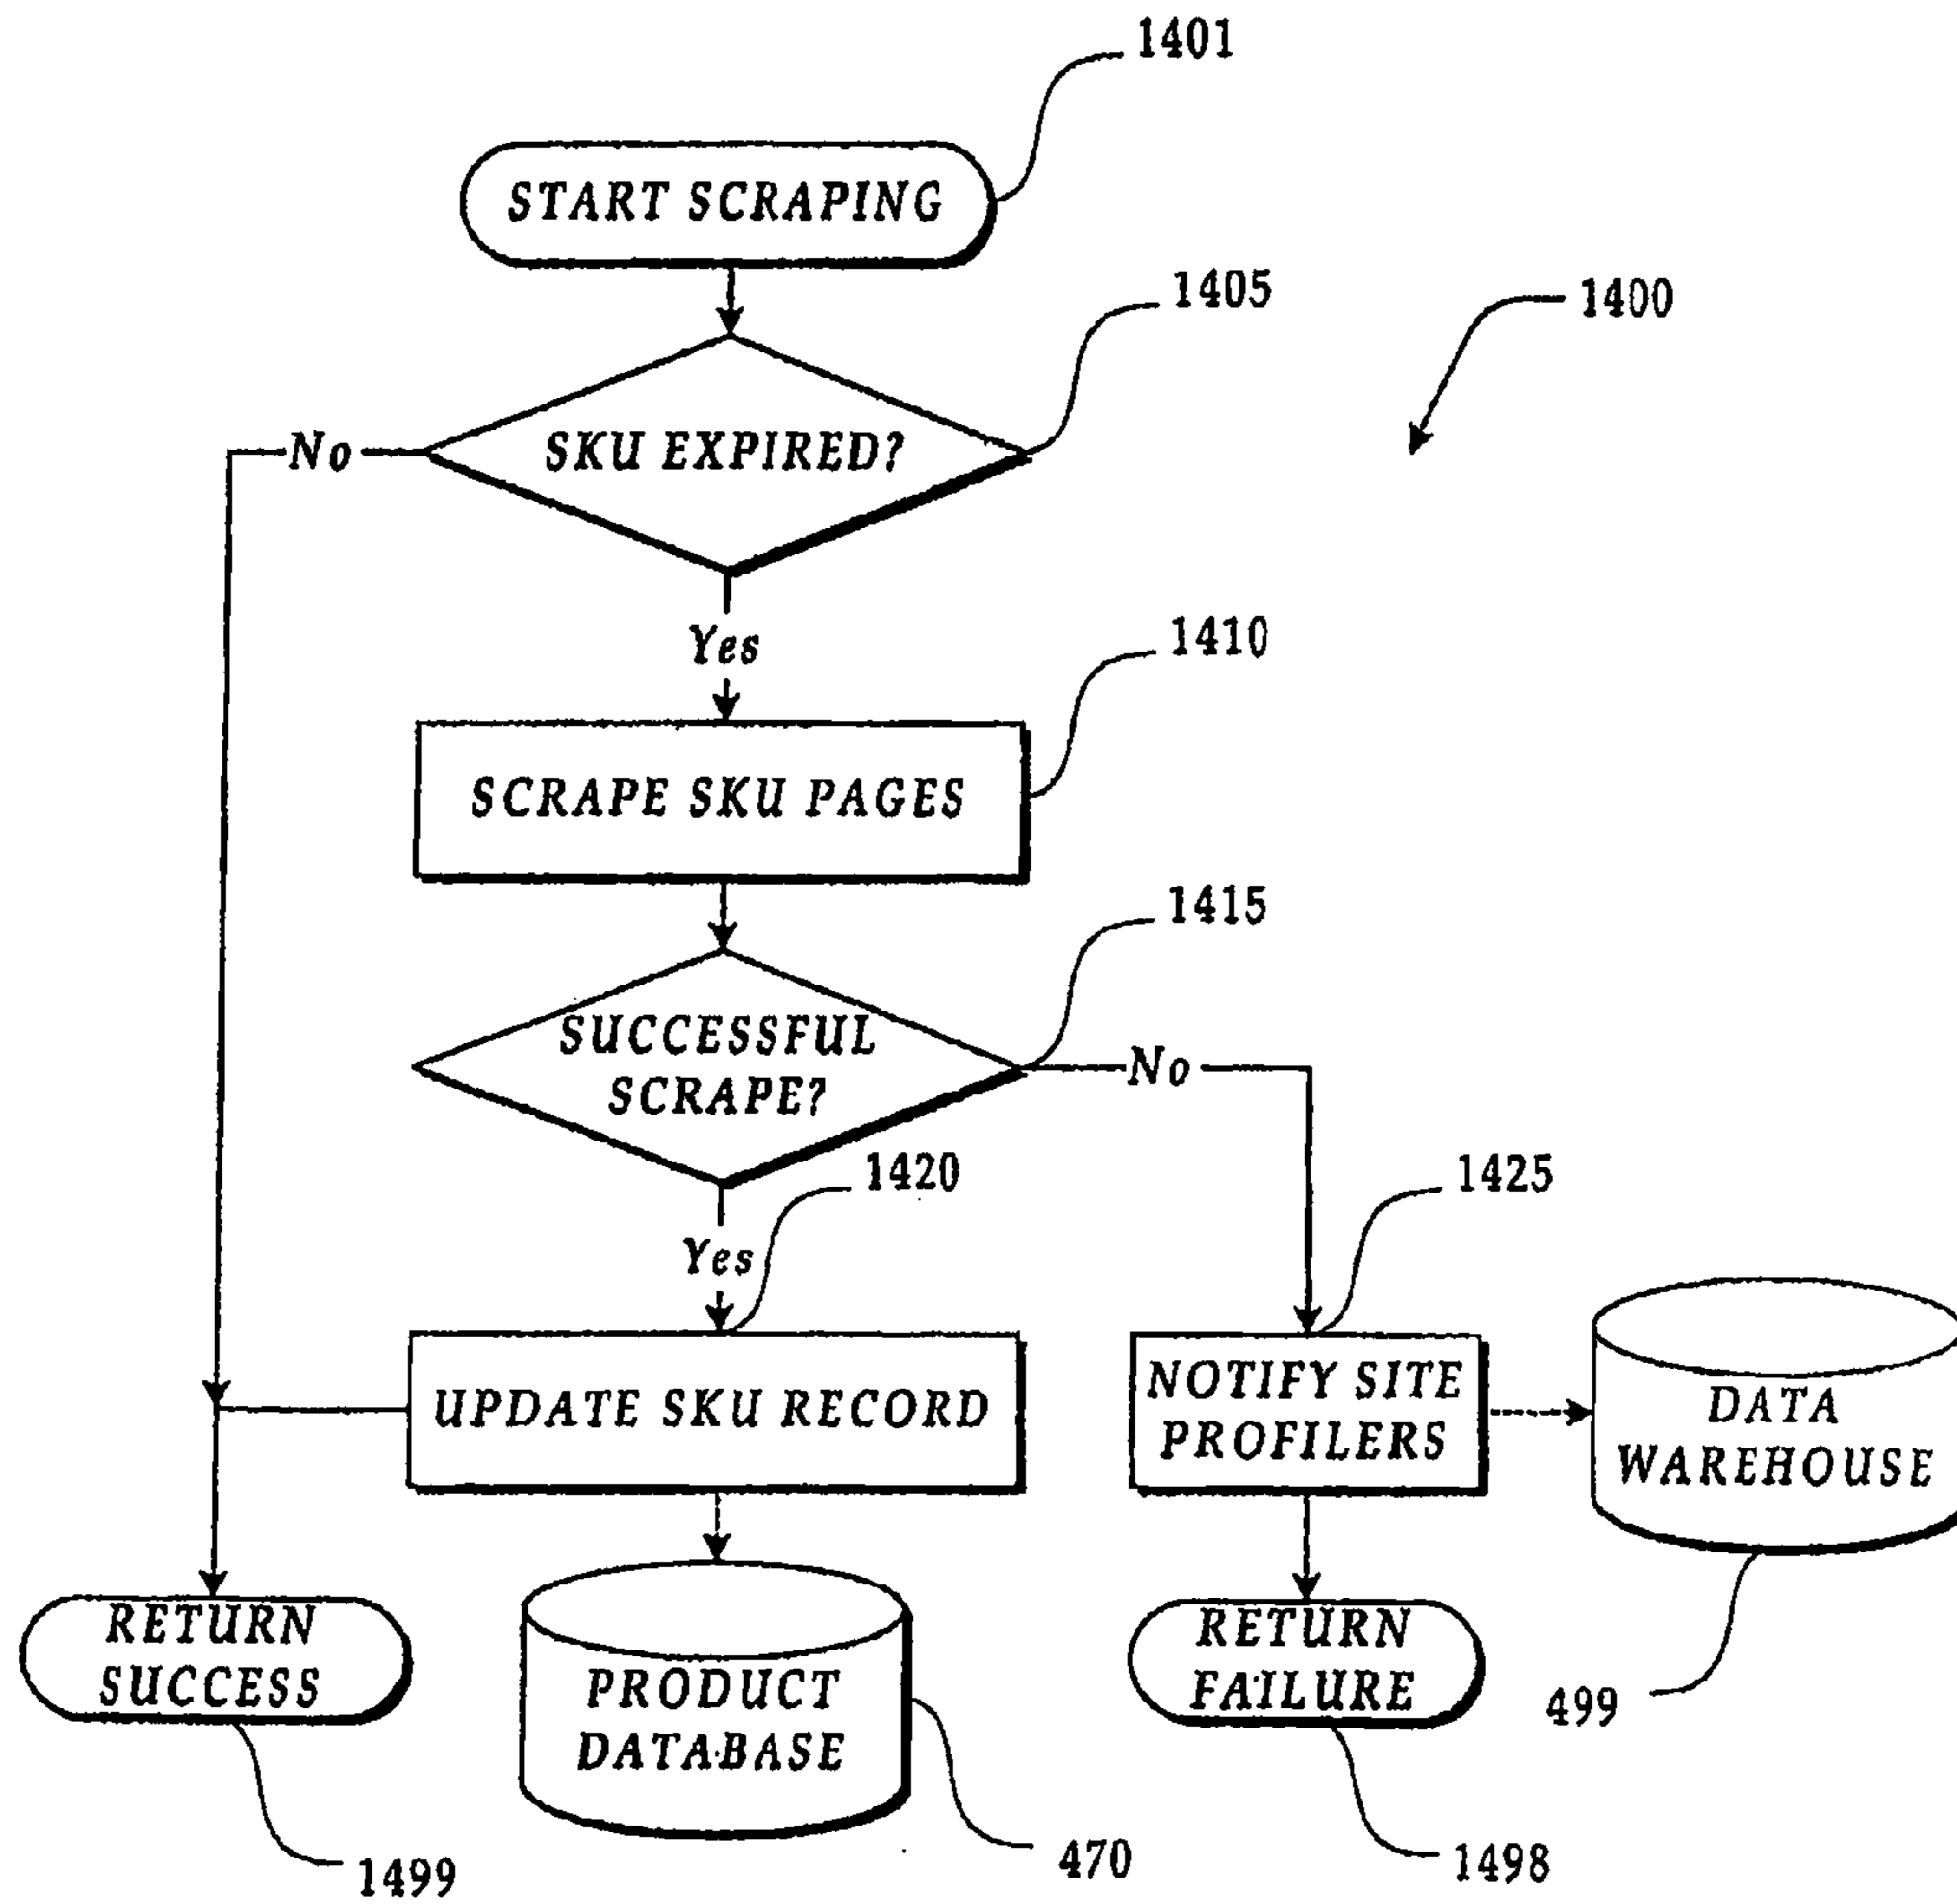 1401
START SCRAPING
1405
1400
No
SKU EXPIRED?
Yes
1410
SCRAPE SKU PAGES
1415
SUCCESSFUL
SCRAPE?
No
1420
1425
Yes
UPDATE SKU RECORD
NOTIFY SITE
PROFILERS
DATA
WAREHOUSE
RETURN
SUCCESS
PRODUCT
DATABASE
RETURN
FAILURE
499
1499
470
1498